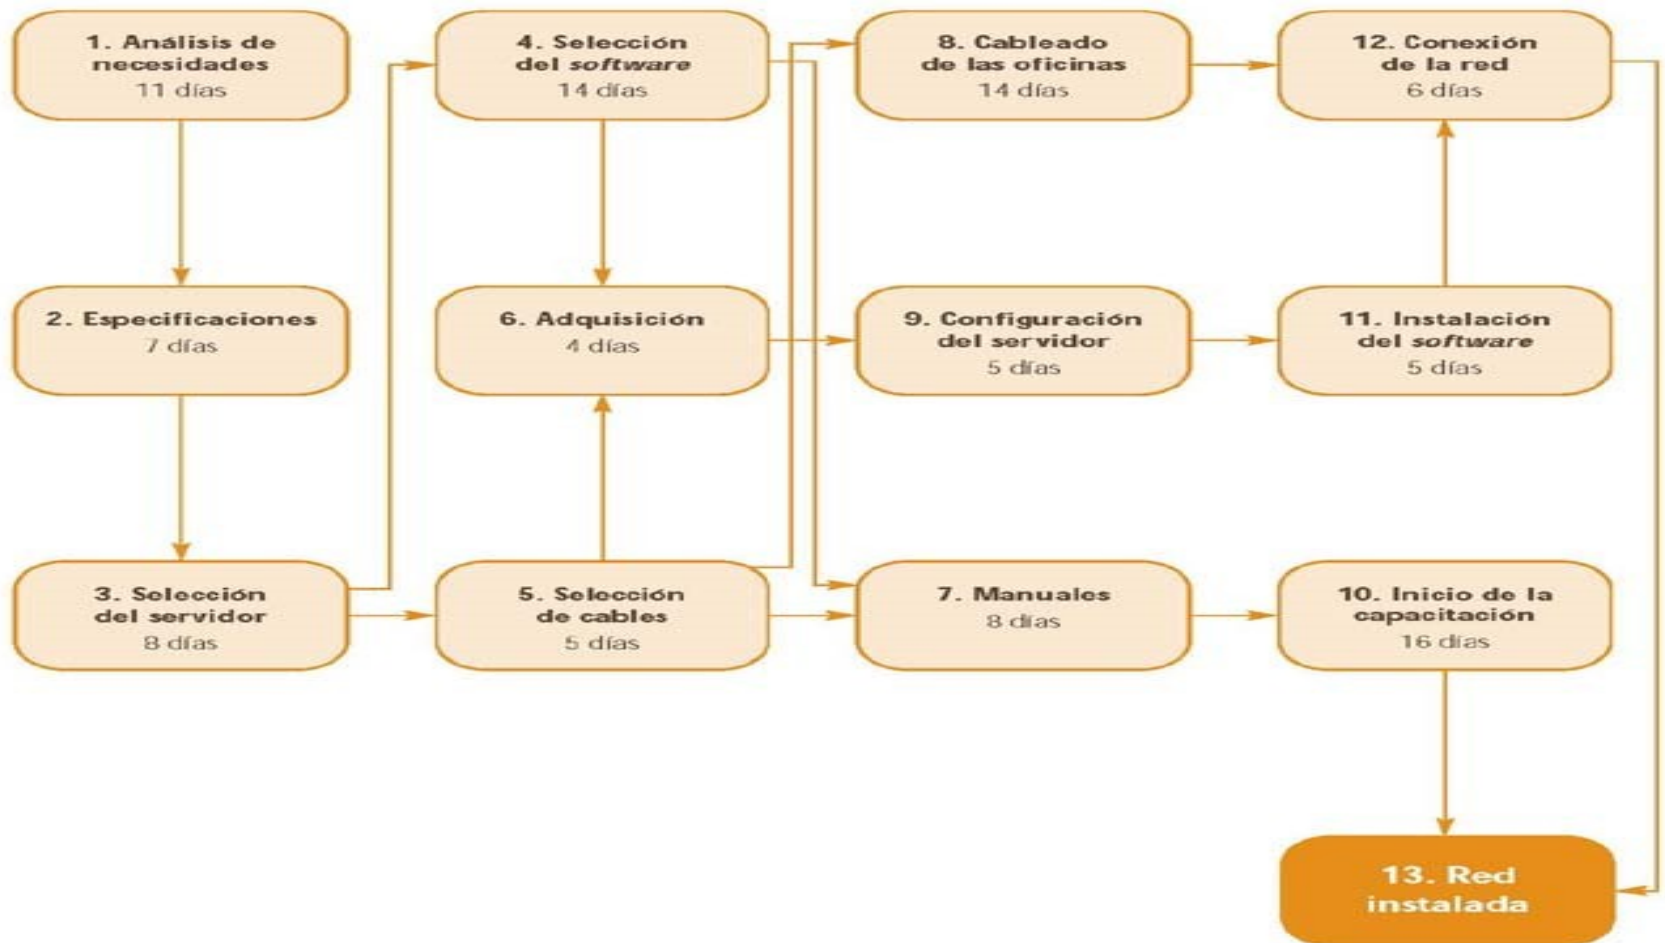 1. Análisis de
necesidades
11 días
4. Selección
del software
14 días
8. Cableado
de las oficinas
14 días
12. Conexión
de la red
6 días
2. Especificaciones
7 días
6. Adquisición
4 días
9. Configuración
del servidor
5 días
11. Instalación
del software
5 días
3. Selección
del servidor
8 días
5. Selección
de cables
5 días
7. Manuales
8 días
10. Inicio de la
capacitación
16 días
13. Red
instalada